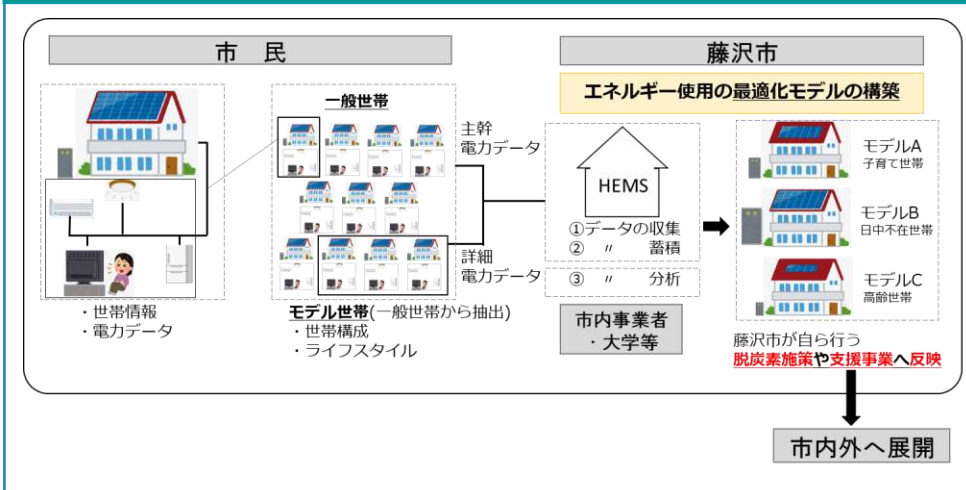 市 民
藤沢市
エネルギー使用の最適化モデルの構築
一般世帯
主幹
電力データ
詳細
電力データ
・世帯情報
・電力データ
モデル世帯(一般世帯から抽出)
・世帯構成
・ライフスタイル
HEMS
①データの収集
② 〃 蓄積
③ 〃 分析
市内事業者
・大学等
モデルA
子育て世帯
モデルB
日中不在世帯
モデルC
高齢世帯
藤沢市が自ら行う
脱炭素施策や支援事業へ反映
市内外へ展開